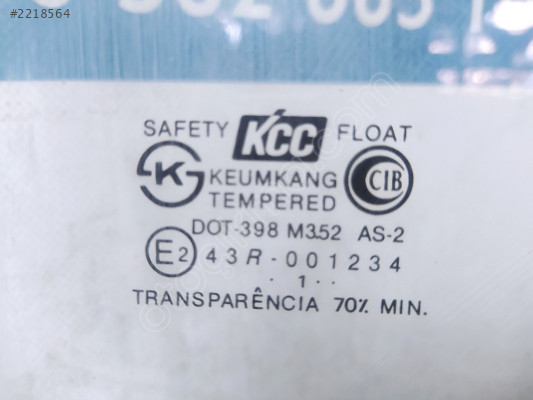 #2218564
SAFETY KCC FLOAT
K KEUMKANG CIB
TEMPERED
DOT-398 M352 AS-2
E2 43R-001234
· 1 · ·
TRANSPARÊNCIA 70% MIN.